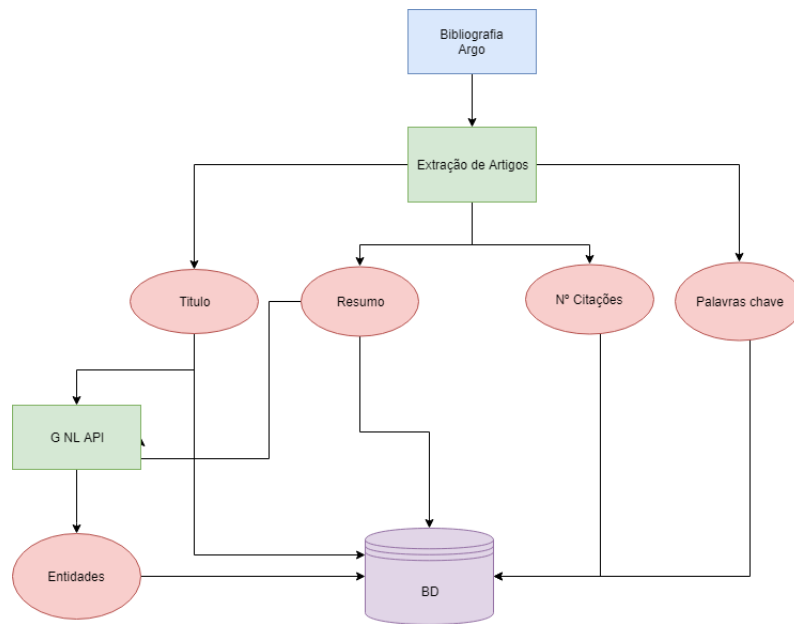 Bibliografia
Argo
Extração de Artigos
Titulo
Resumo
Nº Citações
Palavras chave
G NL API
Entidades
BD